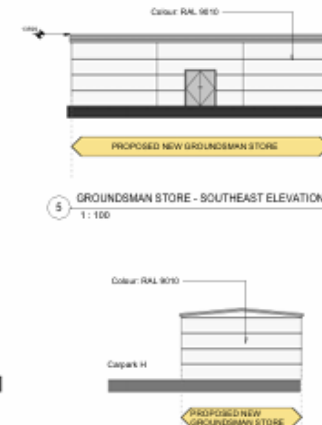 Colour: RAL 9010
PROPOSED NEW GROUNDSMAN STORE
5
GROUNDSMAN STORE - SOUTHEAST ELEVATION
1 : 100
Colour: RAL 9010
Carpark H
PROPOSED NEW
GROUNDSMAN STORE